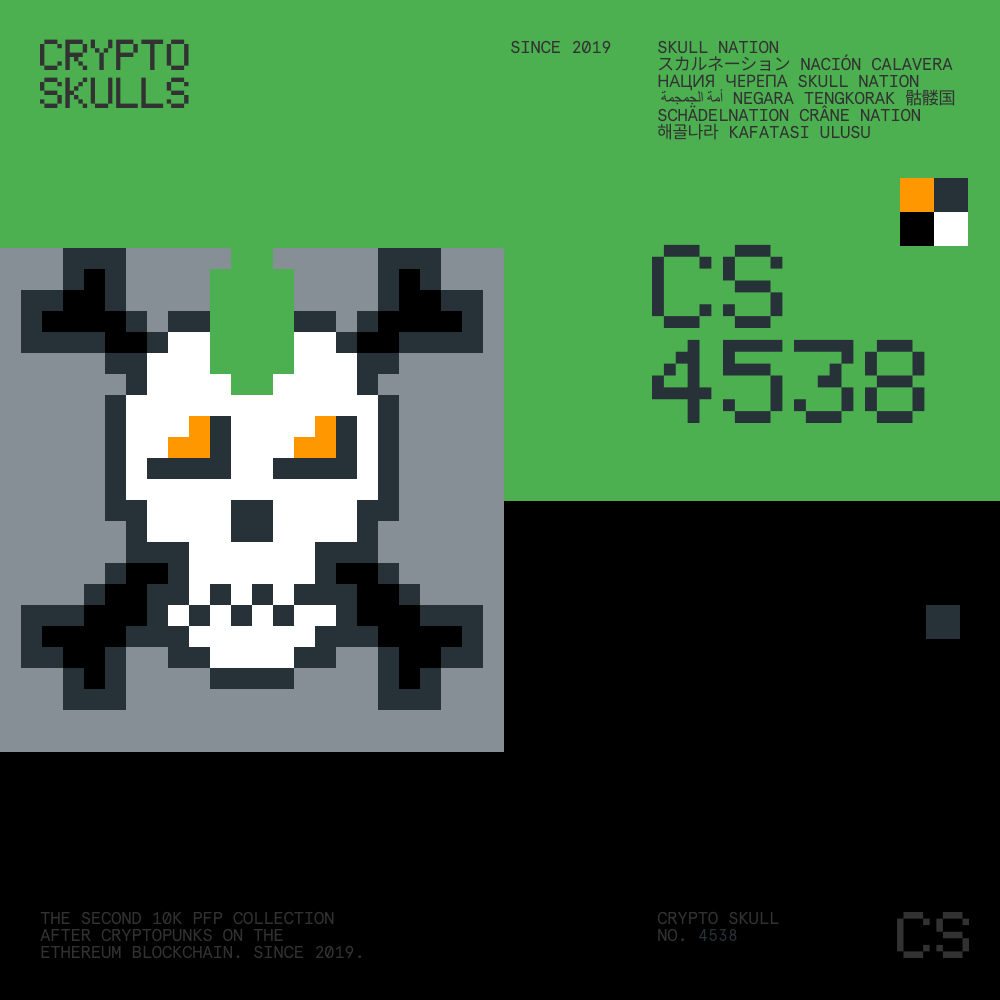 CRYPTO
SKULLS
SINCE 2019
SKULL NATION
スカルネーション NACIÓN CALAVERA
НАЦИЯ ЧЕРЕПА SKULL NATION
أمة الجمجمة NEGARA TENGKORAK 骷髅国
SCHÄDELNATION CRÂNE NATION
해골나라 KAFATASI ULUSU
CS
4538
THE SECOND 10K PFP COLLECTION
AFTER CRYPTOPUNKS ON THE
ETHEREUM BLOCKCHAIN. SINCE 2019.
CRYPTO SKULL
NO. 4538
CS